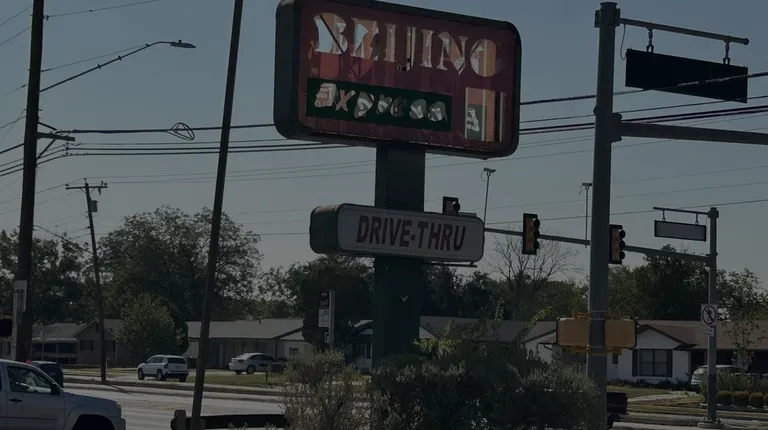 BEIJING
Express
DRIVE-THRU